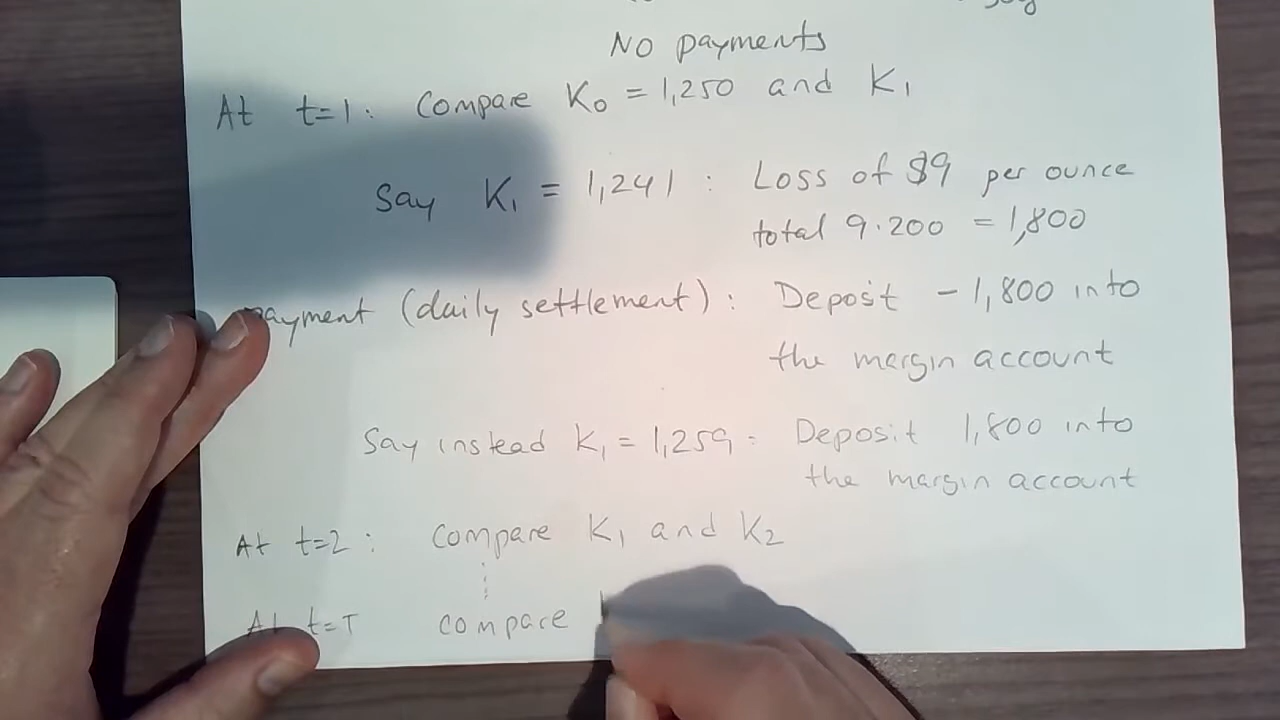 No payments
At t=1: Compare K₀ = 1,250 and K₁
Say K₁ = 1,241 : Loss of $9 per ounce
total 9·200 = 1,800
payment (daily settlement): Deposit -1,800 into
the margin account
Say instead K₁ = 1,259: Deposit 1,800 into
the margin account
At t=2: Compare K₁ and K₂
At t=T compare